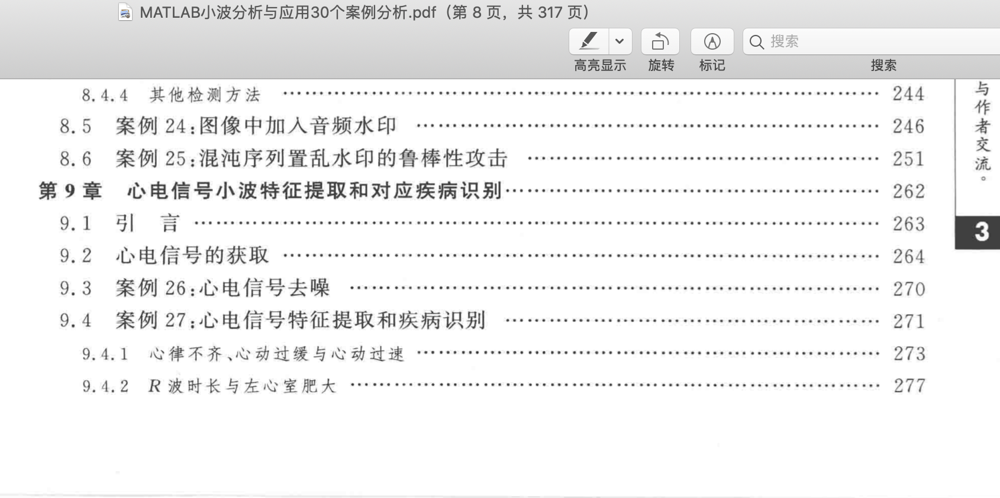 MATLAB小波分析与应用30个案例分析.pdf（第 8 页，共 317 页）
搜索
高亮显示 旋转 标记 搜索
8.4.4 其他检测方法 …… 244
8.5 案例 24:图像中加入音频水印 …… 246
8.6 案例 25:混沌序列置乱水印的鲁棒性攻击 …… 251
第 9 章 心电信号小波特征提取和对应疾病识别…… 262
9.1 引 言 …… 263
9.2 心电信号的获取 …… 264
9.3 案例 26:心电信号去噪 …… 270
9.4 案例 27:心电信号特征提取和疾病识别 …… 271
9.4.1 心律不齐、心动过缓与心动过速 …… 273
9.4.2 R 波时长与左心室肥大 …… 277
与作者交流。
3